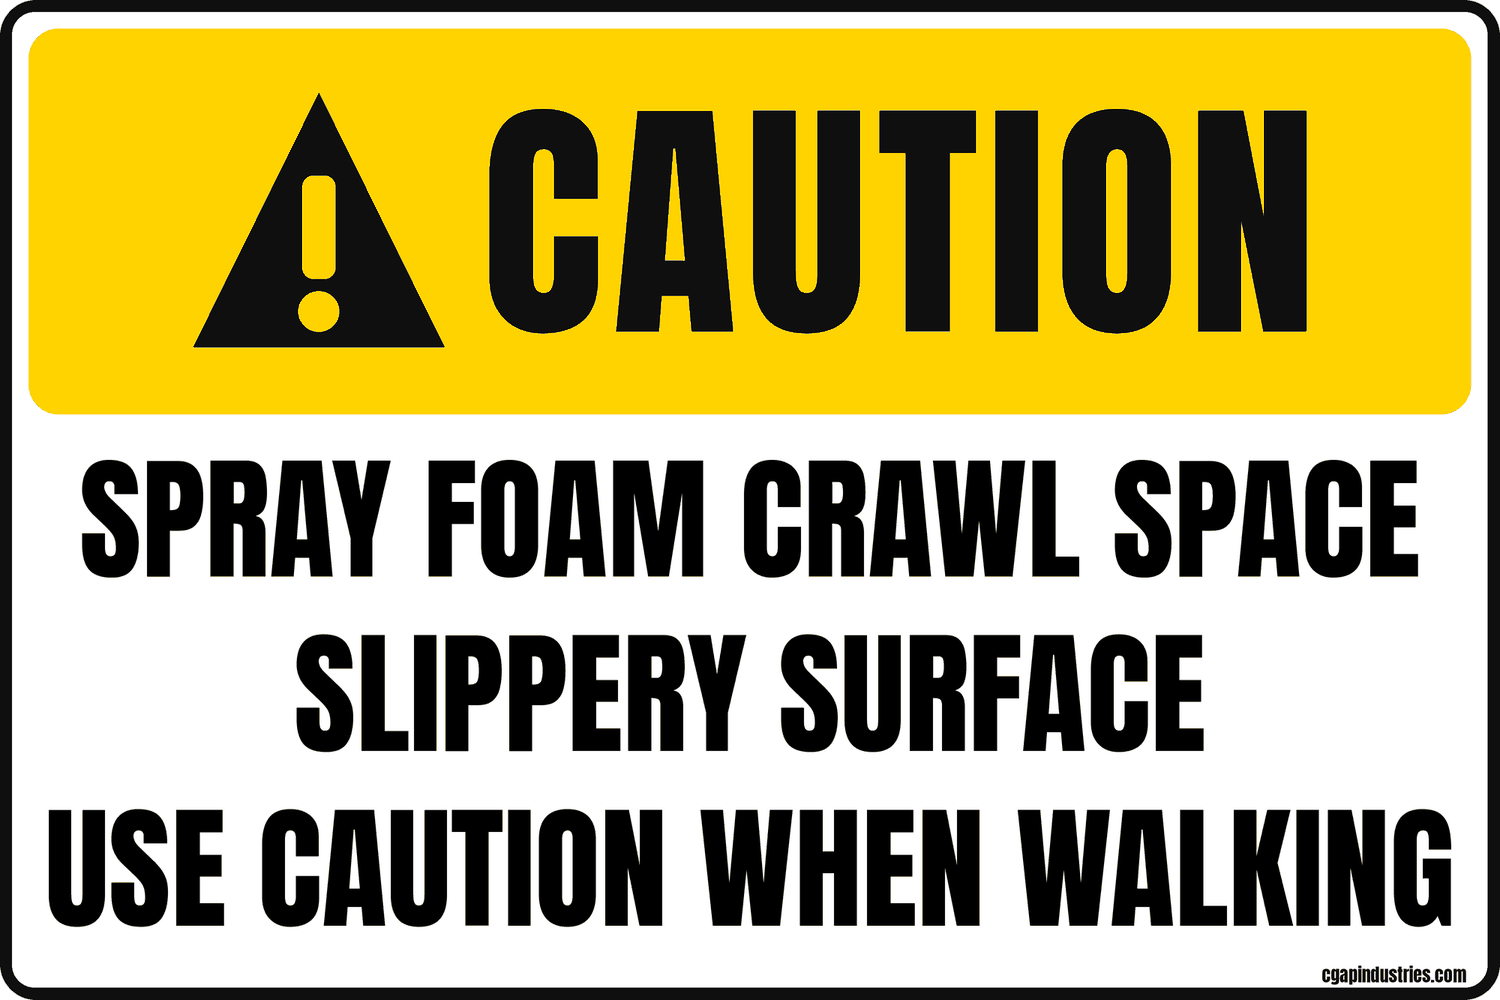 CAUTION
SPRAY FOAM CRAWL SPACE
SLIPPERY SURFACE
USE CAUTION WHEN WALKING
cgapindustries.com